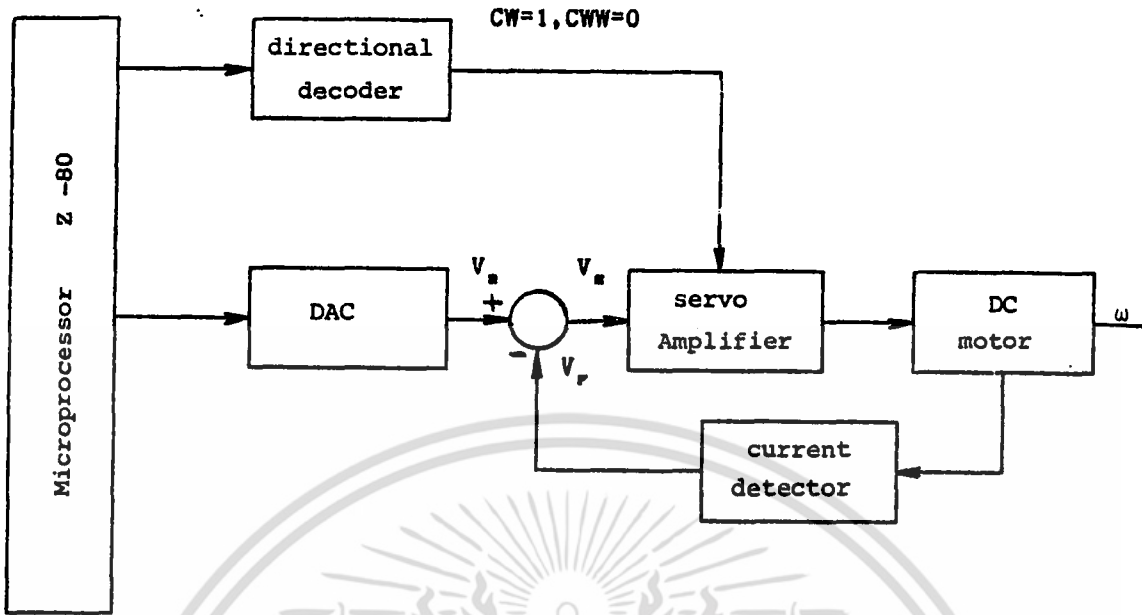 CW=1,CWW=0
directional
decoder
Microprocessor Z -80
DAC
V
+
-
V
V
servo
Amplifier
DC
motor
ω
current
detector